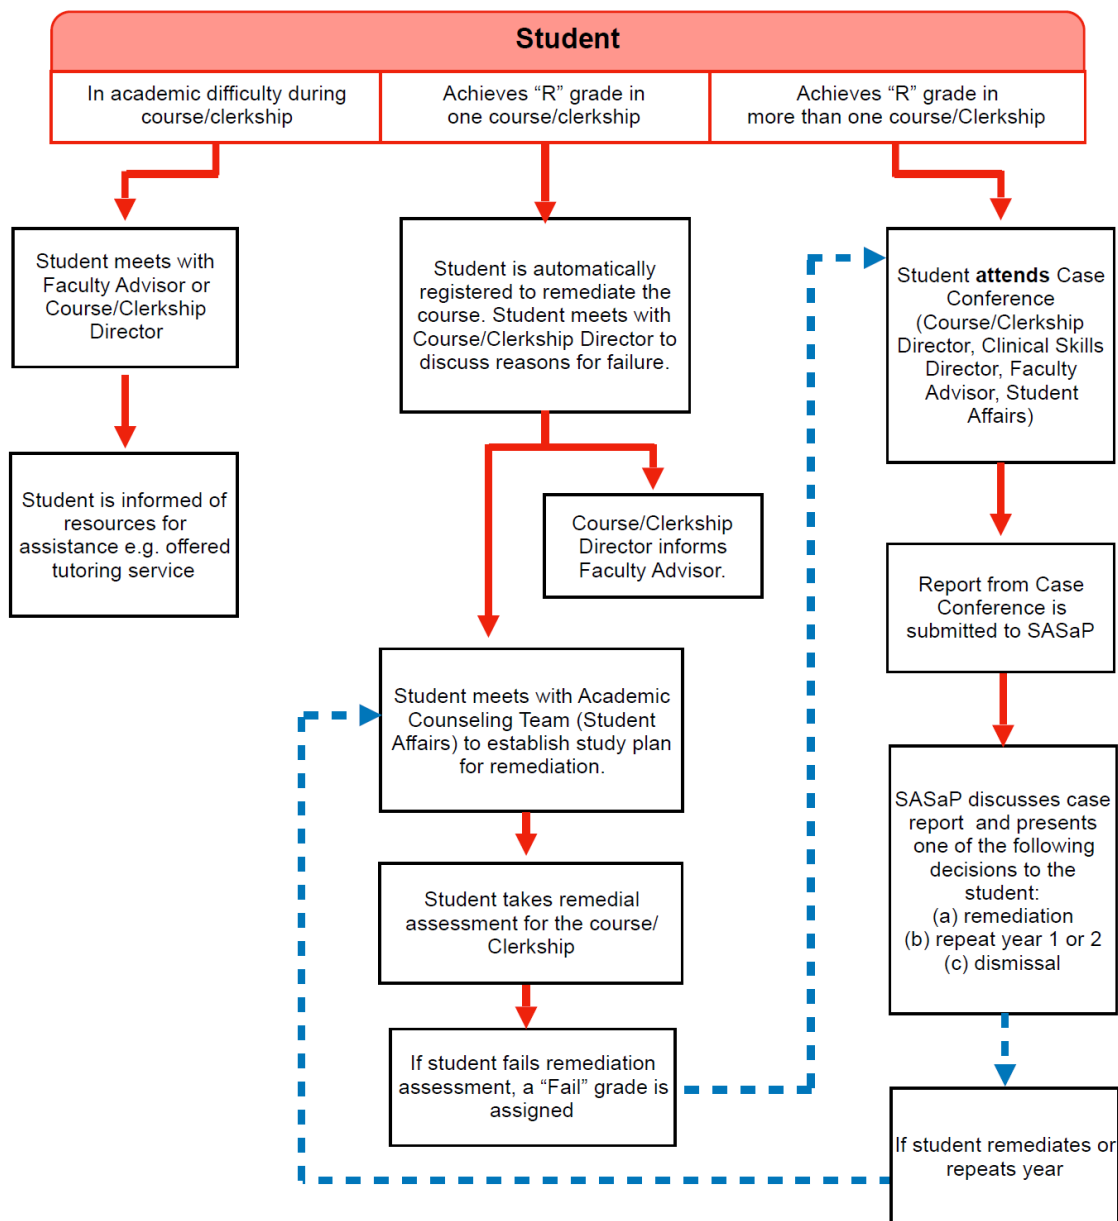 Student
In academic difficulty during
course/clerkship
Achieves “R” grade in
one course/clerkship
Achieves “R” grade in
more than one course/Clerkship
Student meets with
Faculty Advisor or
Course/Clerkship
Director
Student is informed of
resources for
assistance e.g. offered
tutoring service
Student is automatically
registered to remediate the
course. Student meets with
Course/Clerkship Director to
discuss reasons for failure.
Course/Clerkship
Director informs
Faculty Advisor.
Student meets with Academic
Counseling Team (Student
Affairs) to establish study plan
for remediation.
Student takes remedial
assessment for the course/
Clerkship
If student fails remediation
assessment, a “Fail” grade is
assigned
Student attends Case
Conference
(Course/Clerkship
Director, Clinical Skills
Director, Faculty
Advisor, Student
Affairs)
Report from Case
Conference is
submitted to SASaP
SASaP discusses case
report and presents
one of the following
decisions to the
student:
(a) remediation
(b) repeat year 1 or 2
(c) dismissal
If student remediates or
repeats year